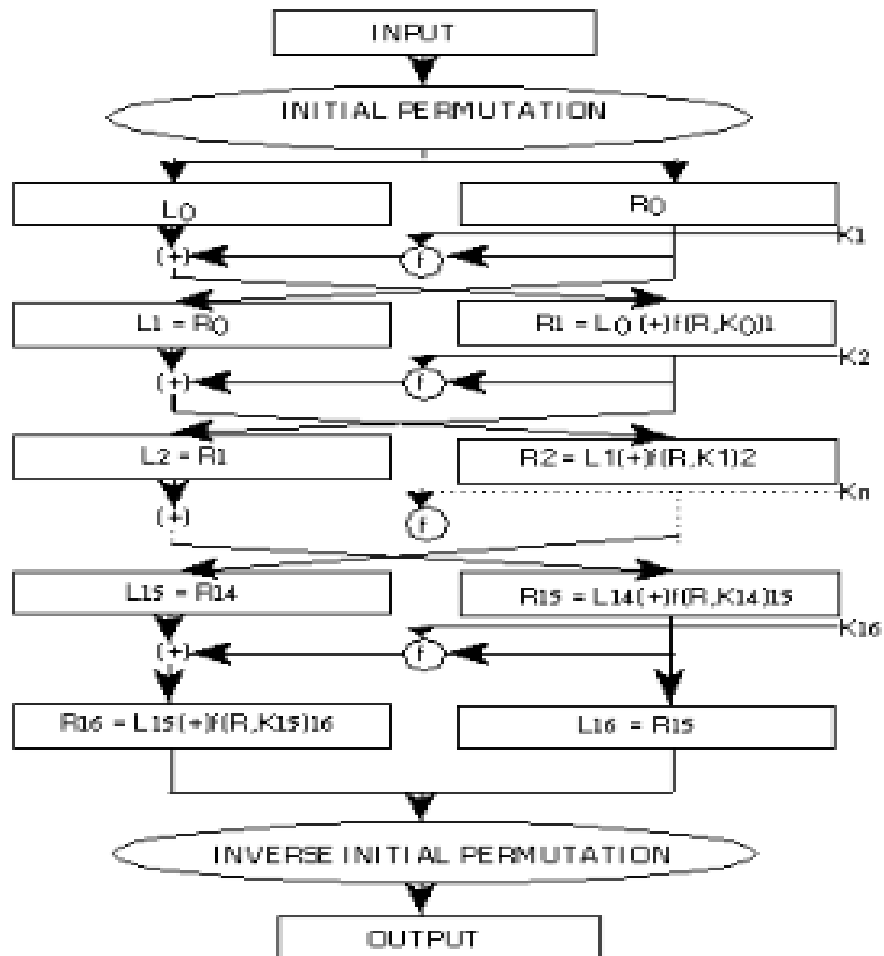 INPUT
INITIAL PERMUTATION
L0 R0
K1
(+) f
L1 = R0 R1 = L0 (+)f(R,K0)1
K2
(+) f
L2 = R1 R2 = L1(+)f(R,K1)2
Kn
(+) f
L15 = R14 R15 = L14(+)f(R,K14)15
K16
(+) f
R16 = L15(+)f(R,K15)16 L16 = R15
INVERSE INITIAL PERMUTATION
OUTPUT